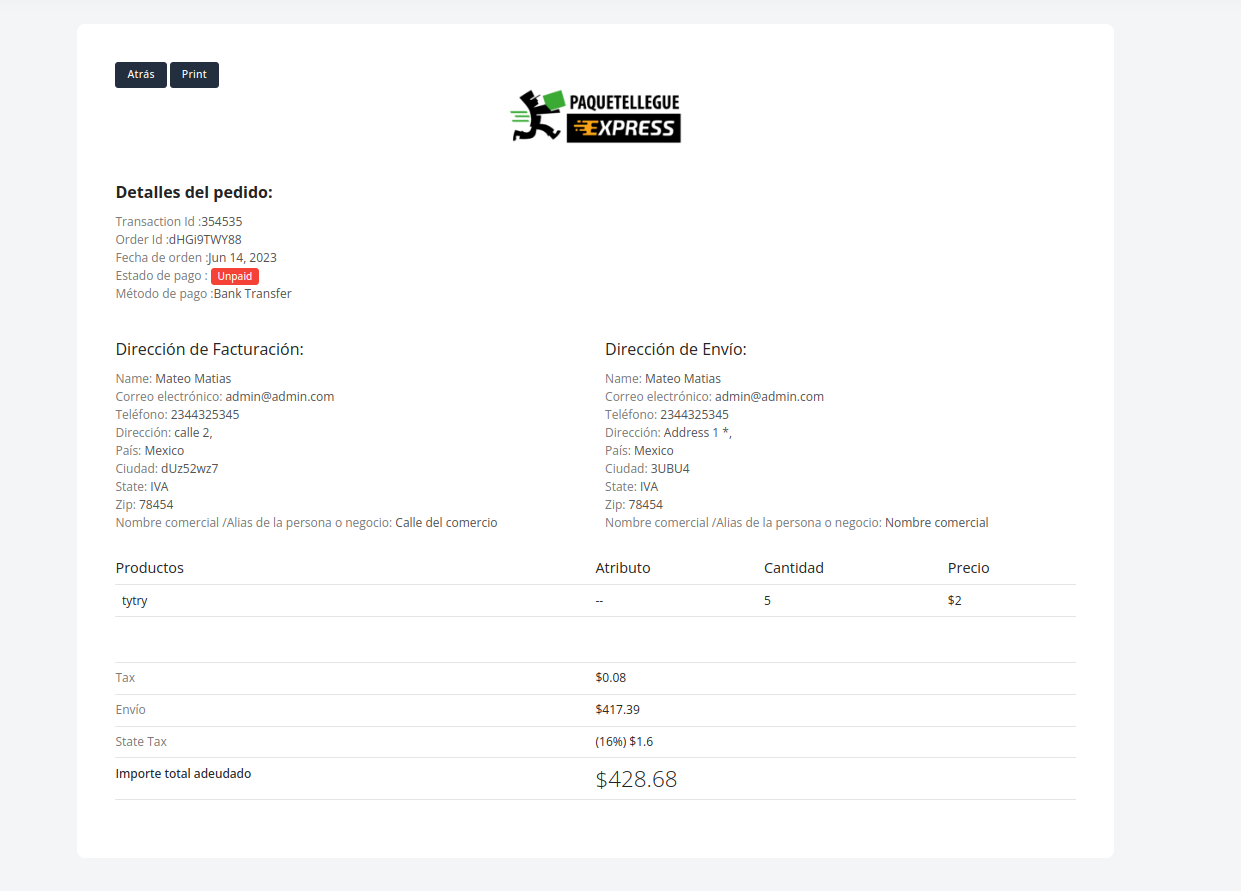 Atrás Print
PAQUETELLEGUE
EXPRESS
Detalles del pedido:
Transaction Id :354535
Order Id :dHGi9TWY88
Fecha de orden :Jun 14, 2023
Estado de pago : Unpaid
Método de pago :Bank Transfer
Dirección de Facturación:
Name: Mateo Matias
Correo electrónico: admin@admin.com
Teléfono: 2344325345
Dirección: calle 2,
País: Mexico
Ciudad: dUz52wz7
State: IVA
Zip: 78454
Nombre comercial /Alias de la persona o negocio: Calle del comercio
Dirección de Envío:
Name: Mateo Matias
Correo electrónico: admin@admin.com
Teléfono: 2344325345
Dirección: Address 1 *,
País: Mexico
Ciudad: 3UBU4
State: IVA
Zip: 78454
Nombre comercial /Alias de la persona o negocio: Nombre comercial
Productos Atributo Cantidad Precio
tytry -- 5 $2
Tax $0.08
Envío $417.39
State Tax (16%) $1.6
Importe total adeudado $428.68